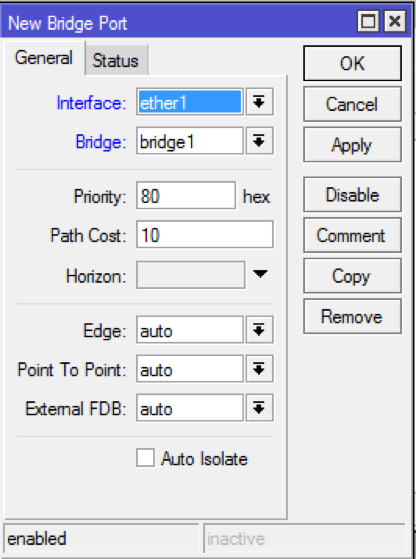 New Bridge Port
General Status
OK
Interface: ether1
Cancel
Bridge: bridge1
Apply
Priority: 80 hex
Disable
Path Cost: 10
Comment
Horizon:
Copy
Remove
Edge: auto
Point To Point: auto
External FDB: auto
Auto Isolate
enabled inactive